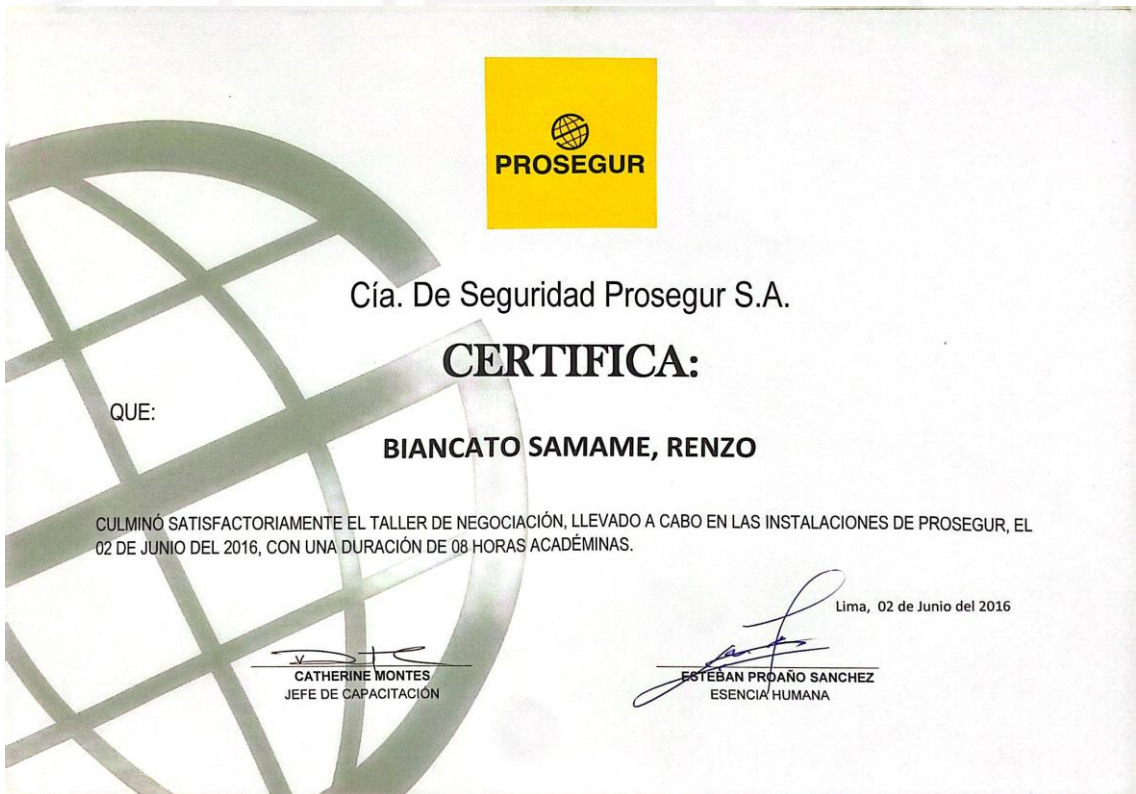 PROSEGUR
Cía. De Seguridad Prosegur S.A.
CERTIFICA:
QUE:
BIANCATO SAMAME, RENZO
CULMINÓ SATISFACTORIAMENTE EL TALLER DE NEGOCIACIÓN, LLEVADO A CABO EN LAS INSTALACIONES DE PROSEGUR, EL
02 DE JUNIO DEL 2016, CON UNA DURACIÓN DE 08 HORAS ACADÉMINAS.
Lima, 02 de Junio del 2016
CATHERINE MONTES
JEFE DE CAPACITACIÓN
ESTEBAN PROAÑO SANCHEZ
ESENCIA HUMANA